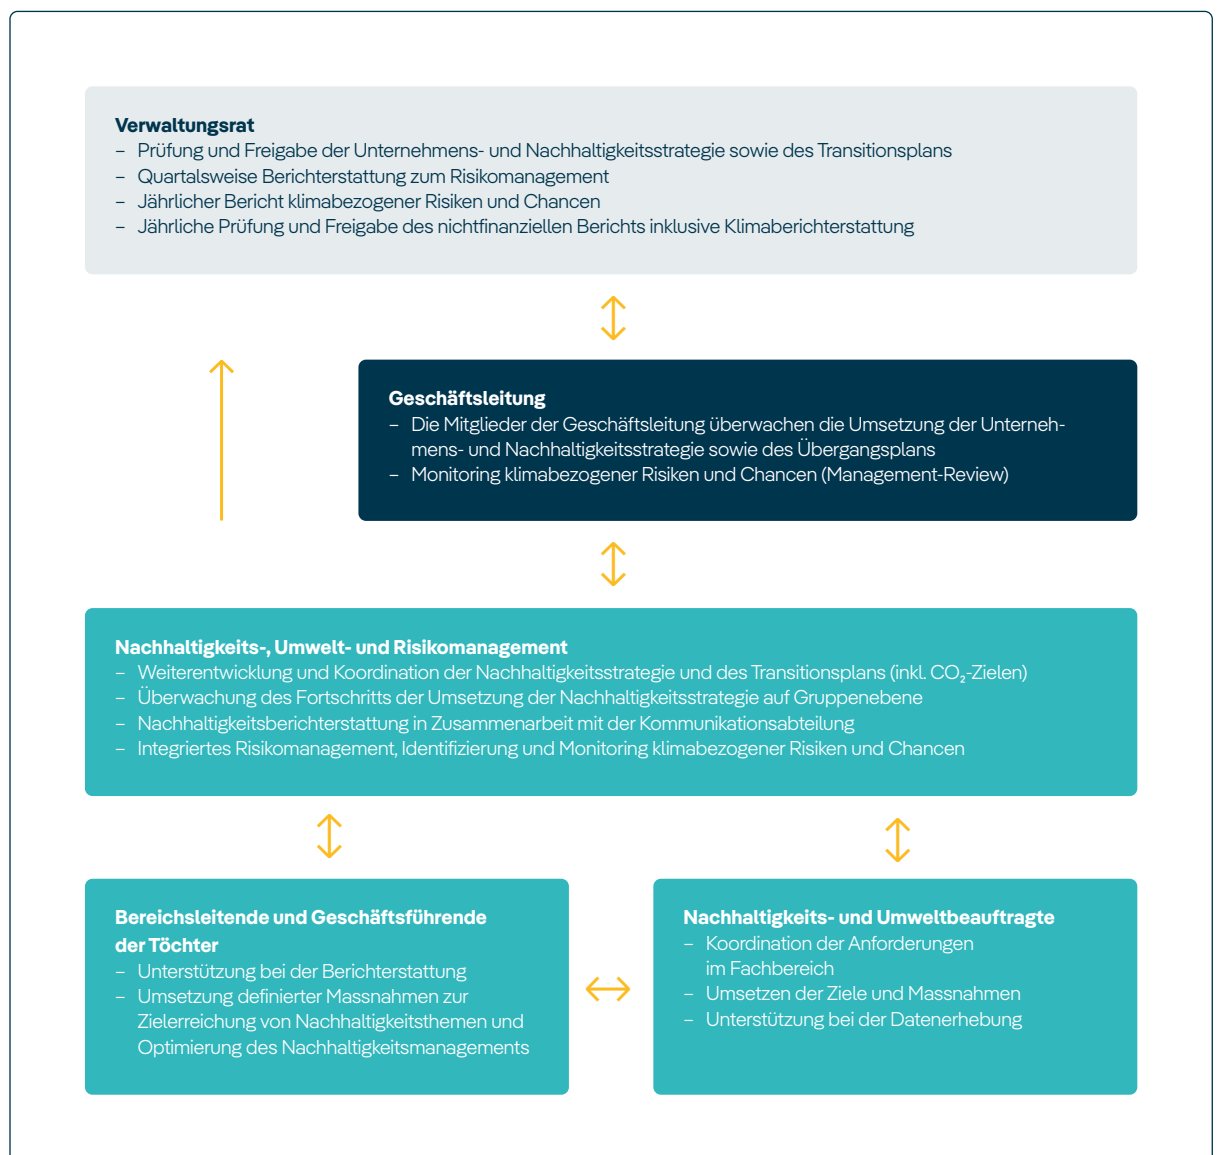 Verwaltungsrat
– Prüfung und Freigabe der Unternehmens- und Nachhaltigkeitsstrategie sowie des Transitionsplans
– Quartalsweise Berichterstattung zum Risikomanagement
– Jährlicher Bericht klimabezogener Risiken und Chancen
– Jährliche Prüfung und Freigabe des nichtfinanziellen Berichts inklusive Klimaberichterstattung
Geschäftsleitung
– Die Mitglieder der Geschäftsleitung überwachen die Umsetzung der Unterneh-
mens- und Nachhaltigkeitsstrategie sowie des Übergangsplans
– Monitoring klimabezogener Risiken und Chancen (Management-Review)
Nachhaltigkeits-, Umwelt- und Risikomanagement
– Weiterentwicklung und Koordination der Nachhaltigkeitsstrategie und des Transitionsplans (inkl. CO₂-Zielen)
– Überwachung des Fortschritts der Umsetzung der Nachhaltigkeitsstrategie auf Gruppenebene
– Nachhaltigkeitsberichterstattung in Zusammenarbeit mit der Kommunikationsabteilung
– Integriertes Risikomanagement, Identifizierung und Monitoring klimabezogener Risiken und Chancen
Bereichsleitende und Geschäftsführende
der Töchter
– Unterstützung bei der Berichterstattung
– Umsetzung definierter Massnahmen zur
Zielerreichung von Nachhaltigkeitsthemen und
Optimierung des Nachhaltigkeitsmanagements
Nachhaltigkeits- und Umweltbeauftragte
– Koordination der Anforderungen
im Fachbereich
– Umsetzen der Ziele und Massnahmen
– Unterstützung bei der Datenerhebung